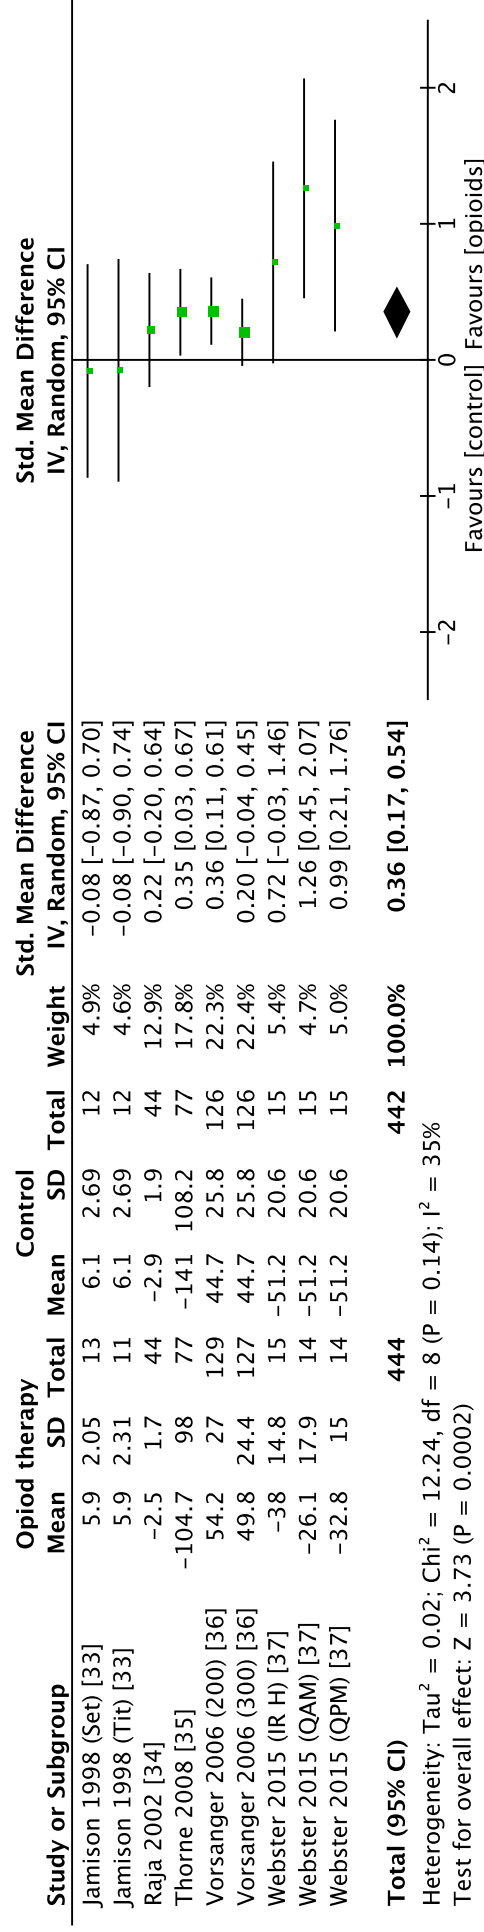 Opiod therapy Control Std. Mean Difference Std. Mean Difference
Study or Subgroup Mean SD Total Mean SD Total Weight IV, Random, 95% CI IV, Random, 95% CI
Jamison 1998 (Set) [33] 5.9 2.05 13 6.1 2.69 12 4.9% −0.08 [−0.87, 0.70]
Jamison 1998 (Tit) [33] 5.9 2.31 11 6.1 2.69 12 4.6% −0.08 [−0.90, 0.74]
Raja 2002 [34] −2.5 1.7 44 −2.9 1.9 44 12.9% 0.22 [−0.20, 0.64]
Thorne 2008 [35] −104.7 98 77 −141 108.2 77 17.8% 0.35 [0.03, 0.67]
Vorsanger 2006 (200) [36] 54.2 27 129 44.7 25.8 126 22.3% 0.36 [0.11, 0.61]
Vorsanger 2006 (300) [36] 49.8 24.4 127 44.7 25.8 126 22.4% 0.20 [−0.04, 0.45]
Webster 2015 (IR H) [37] −38 14.8 15 −51.2 20.6 15 5.4% 0.72 [−0.03, 1.46]
Webster 2015 (QAM) [37] −26.1 17.9 14 −51.2 20.6 15 4.7% 1.26 [0.45, 2.07]
Webster 2015 (QPM) [37] −32.8 15 14 −51.2 20.6 15 5.0% 0.99 [0.21, 1.76]
Total (95% CI) 444 442 100.0% 0.36 [0.17, 0.54]
Heterogeneity: Tau² = 0.02; Chi² = 12.24, df = 8 (P = 0.14); I² = 35%
Test for overall effect: Z = 3.73 (P = 0.0002)
−2 −1 0 1 2
Favours [control] Favours [opioids]